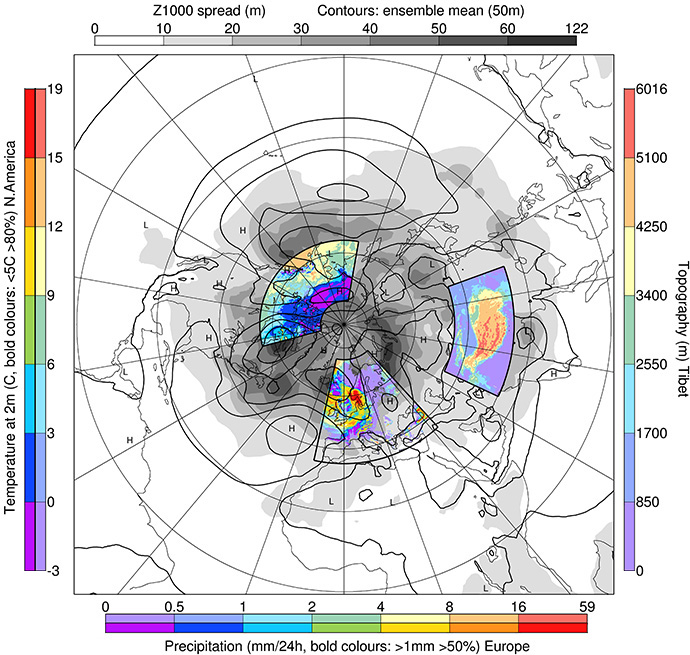 Z1000 spread (m) Contours: ensemble mean (50m)
0 10 20 30 40 50 60 122
Temperature at 2m (C, bold colours: <5C >80%) N.America
19
15
12
9
6
3
0
-3
L
L
H
H
H
H
H
H
H
H
H
H
H
L
L
L
L
L
6016
5100
4250
3400
2550
1700
850
0
Topography (m) Tibet
0 0.5 1 2 4 8 16 59
Precipitation (mm/24h, bold colours: >1mm >50%) Europe